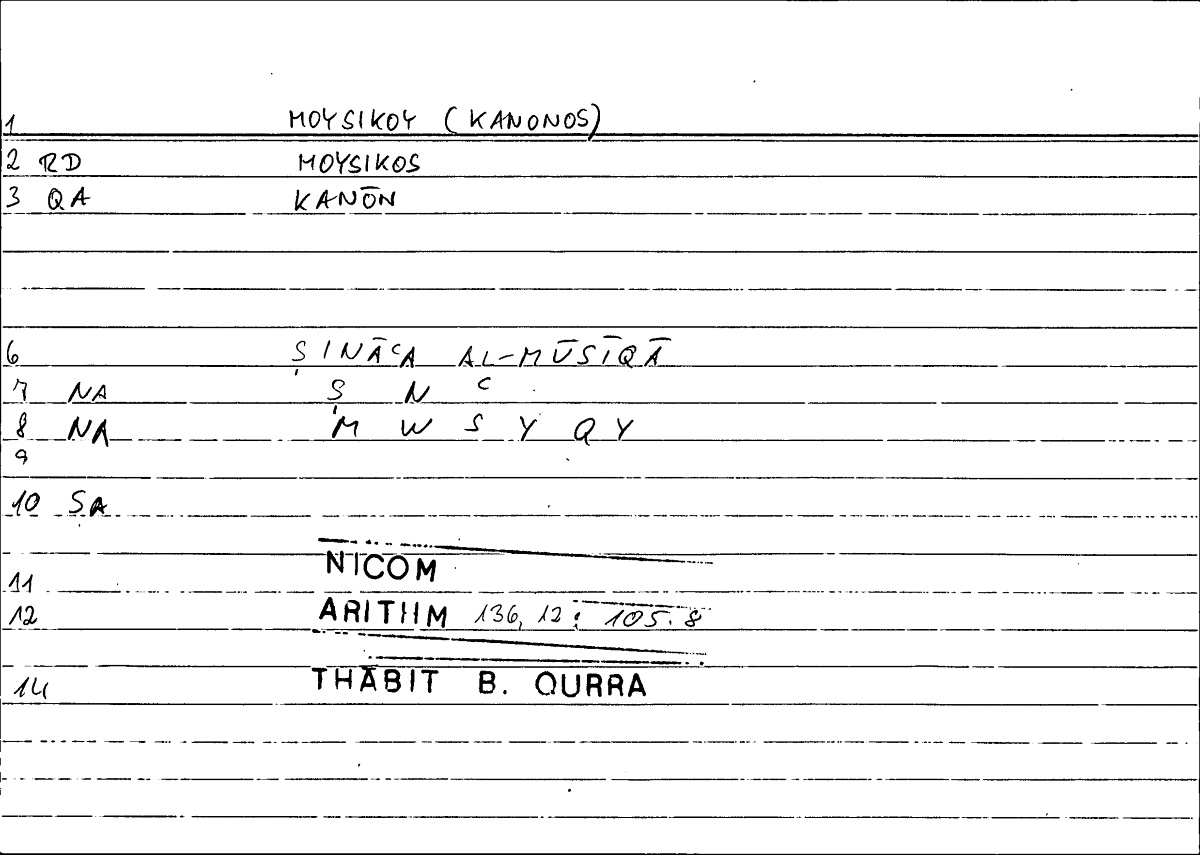 1 MOYSIKOY (KANONOS)
2 RD MOYSIKOS
3 QA KANŌN
6 ṢINĀʿA AL-MŪSĪQĀ
7 NA Ṣ N ʿ
8 NA M W S Y Q Y
9
10 SA
11 NICOM
12 ARITHM 136, 12 : 105. 8
14 THĀBIT B. QURRA